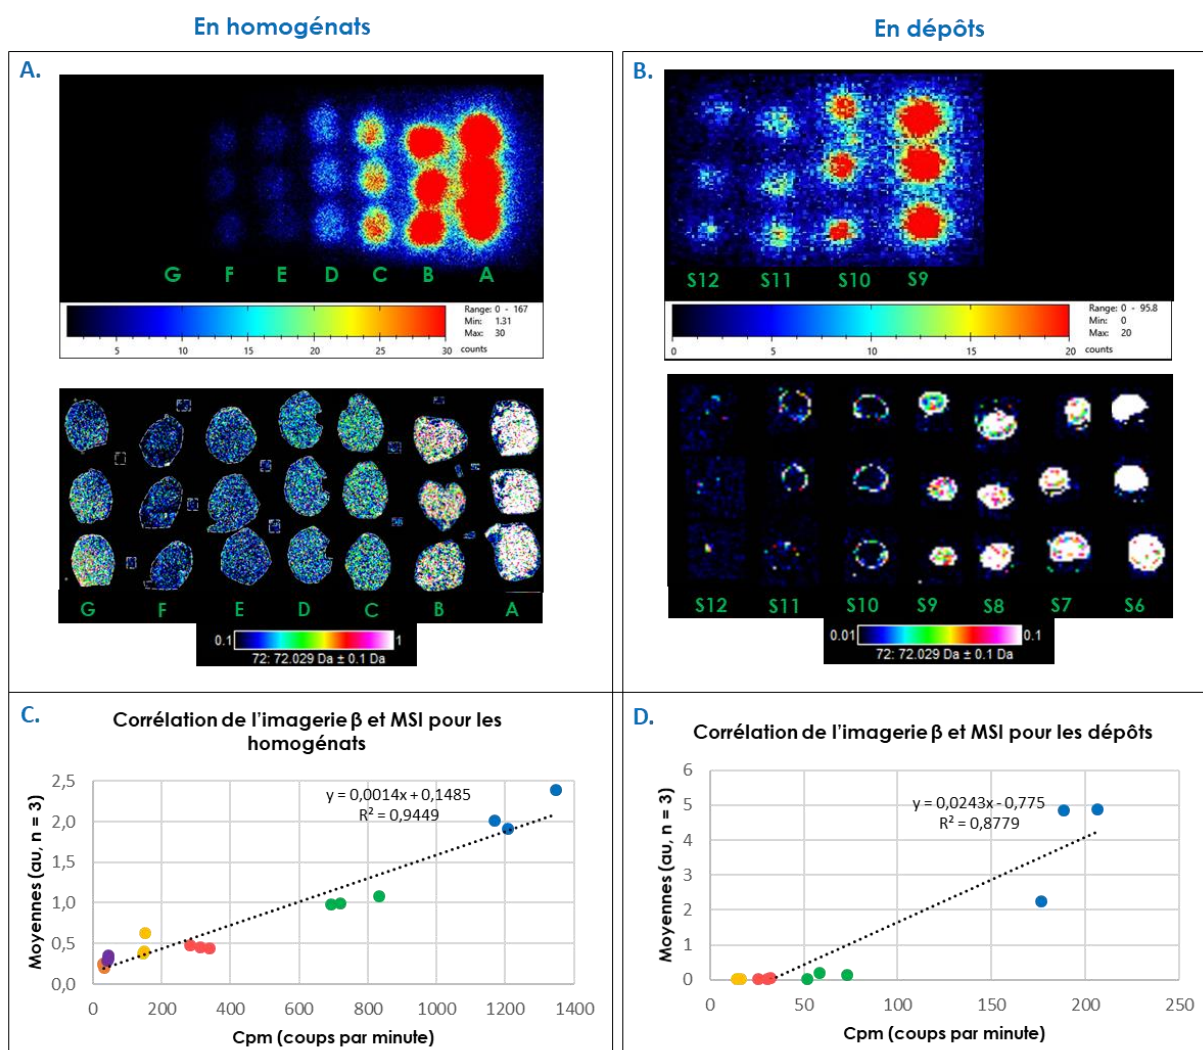 En homogénats
En dépôts
A.
G F E D C B A
5 10 15 20 25 30
Range: 0 - 167
Min: 1.31
Max: 30
counts
G F E D C B A
0.1 1
72: 72.029 Da ± 0.1 Da
B.
S12 S11 S10 S9
0 5 10 15 20
Range: 0 - 95.8
Min: 0
Max: 20
counts
S12 S11 S10 S9 S8 S7 S6
0.01 0.1
72: 72.029 Da ± 0.1 Da
C.
Corrélation de l'imagerie β et MSI pour les
homogénats
Moyennes (au, n = 3)
2,5
2,0
1,5
1,0
0,5
0,0
y = 0,0014x + 0,1485
R² = 0,9449
0 200 400 600 800 1000 1200 1400
Cpm (coups par minute)
D.
Corrélation de l'imagerie β et MSI pour les dépôts
Moyennes (au, n = 3)
6
5
4
3
2
1
0
y = 0,0243x - 0,775
R² = 0,8779
0 50 100 150 200 250
Cpm (coups par minute)